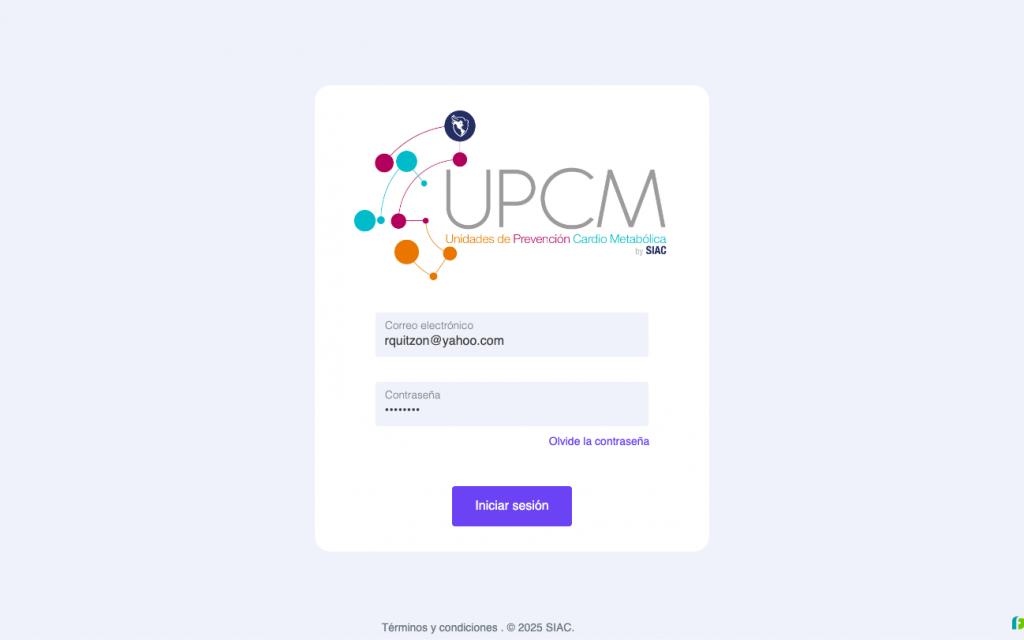 UPCM
Unidades de Prevención Cardio Metabólica
by SIAC
Correo electrónico
rquitzon@yahoo.com
Contraseña
••••••••
Olvide la contraseña
Iniciar sesión
Términos y condiciones . © 2025 SIAC.